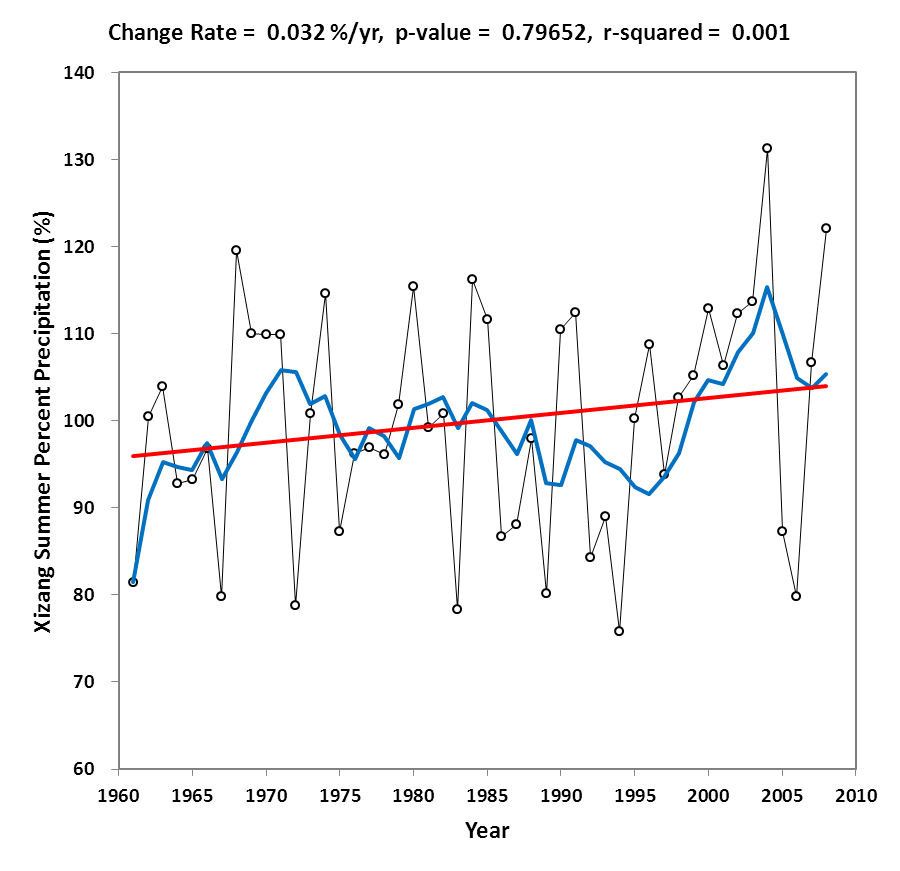 Change Rate = 0.032 %/yr, p-value = 0.79652, r-squared = 0.001
140
130
120
110
100
90
80
70
60
Xizang Summer Percent Precipitation (%)
1960 1965 1970 1975 1980 1985 1990 1995 2000 2005 2010
Year